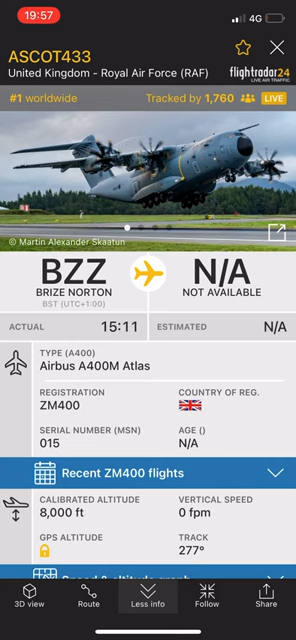 19:57
4G
ASCOT433
United Kingdom - Royal Air Force (RAF)
flightradar24
LIVE AIR TRAFFIC
#1 worldwide
Tracked by 1,760
LIVE
© Martin Alexander Skaatun
BZZ
BRIZE NORTON
BST (UTC+1:00)
N/A
NOT AVAILABLE
ACTUAL 15:11
ESTIMATED N/A
TYPE (A400)
Airbus A400M Atlas
REGISTRATION
ZM400
COUNTRY OF REG.
SERIAL NUMBER (MSN)
015
AGE ()
N/A
Recent ZM400 flights
CALIBRATED ALTITUDE
8,000 ft
VERTICAL SPEED
0 fpm
GPS ALTITUDE
TRACK
277°
Speed & altitude graph
3D view
Route
Less info
Follow
Share